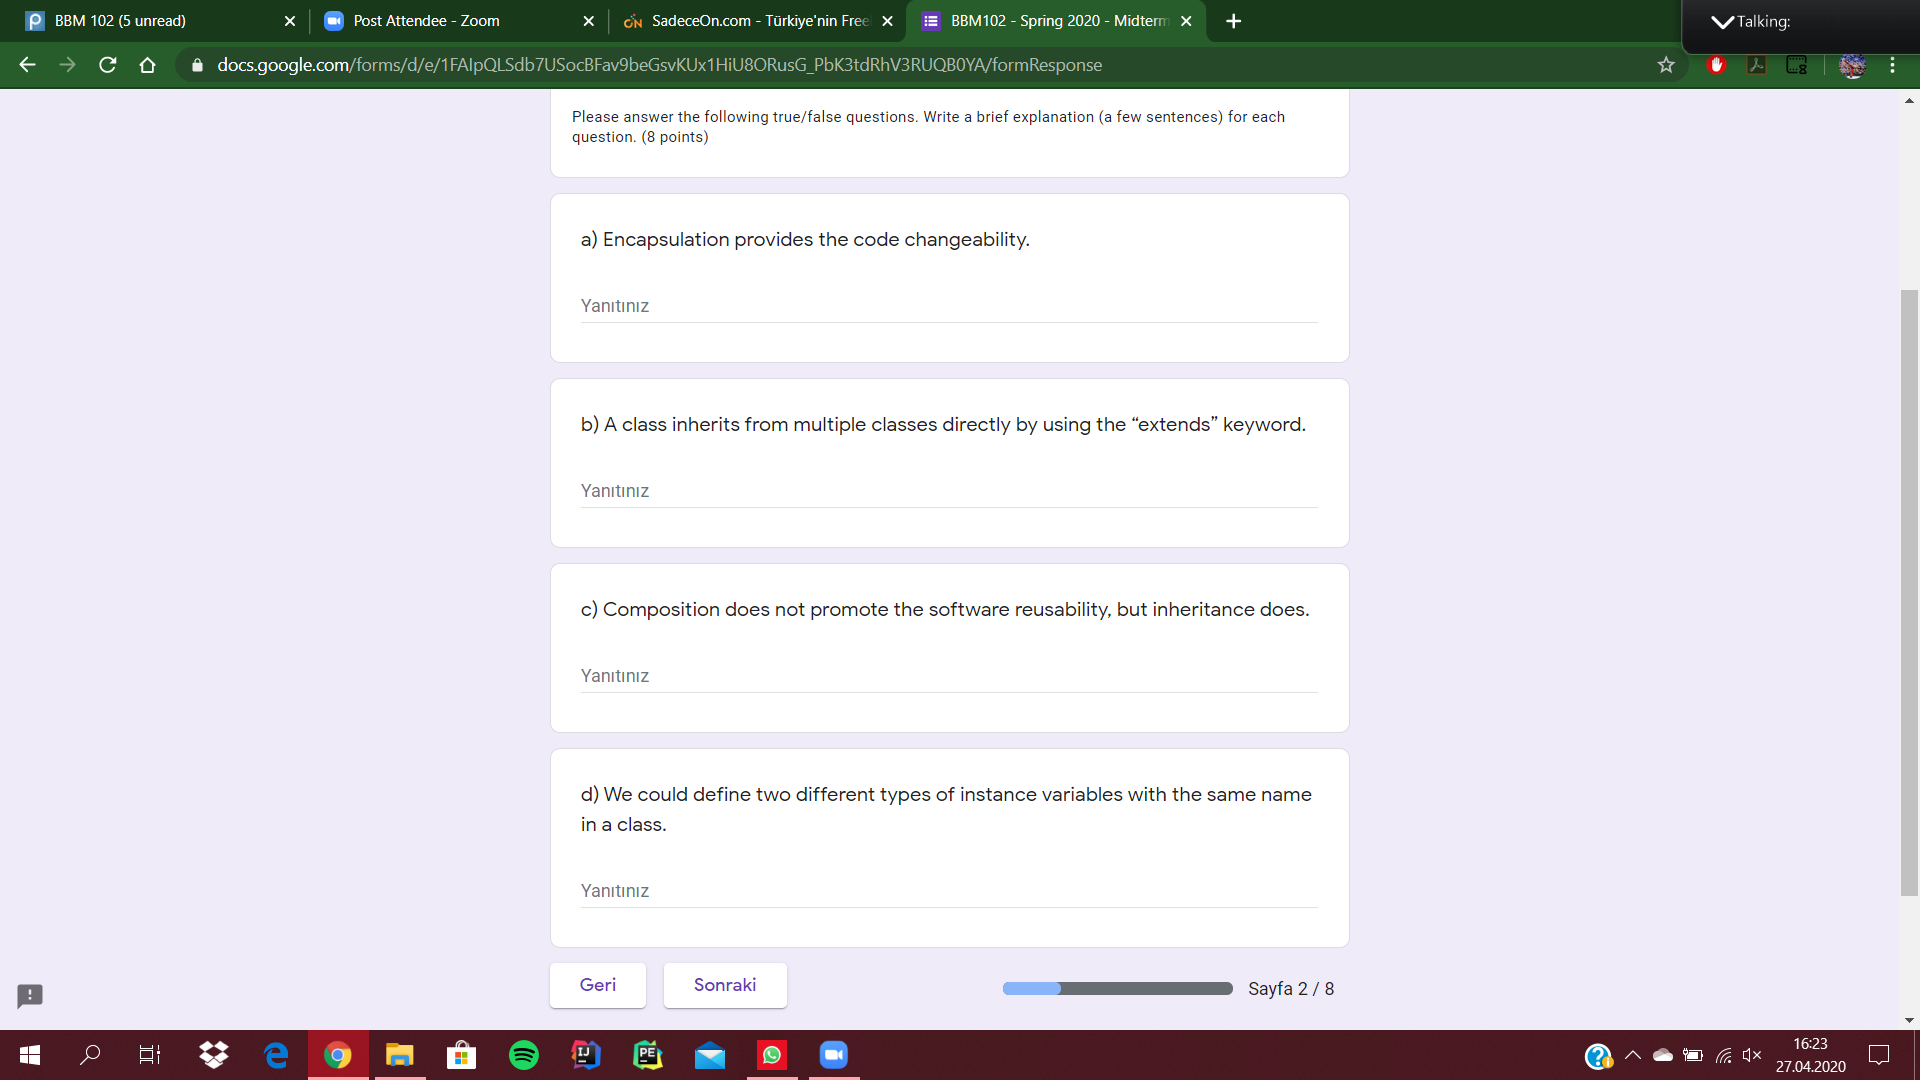 BBM 102 (5 unread)
Post Attendee - Zoom
SadeceOn.com - Türkiye'nin Free
BBM102 - Spring 2020 - Midterm
Talking:
docs.google.com/forms/d/e/1FAIpQLSdb7USocBFav9beGsvKUx1HiU8ORusG_PbK3tdRhV3RUQB0YA/formResponse
Please answer the following true/false questions. Write a brief explanation (a few sentences) for each
question. (8 points)
a) Encapsulation provides the code changeability.
Yanıtınız
b) A class inherits from multiple classes directly by using the “extends” keyword.
Yanıtınız
c) Composition does not promote the software reusability, but inheritance does.
Yanıtınız
d) We could define two different types of instance variables with the same name
in a class.
Yanıtınız
Geri
Sonraki
Sayfa 2 / 8
16:23
27.04.2020